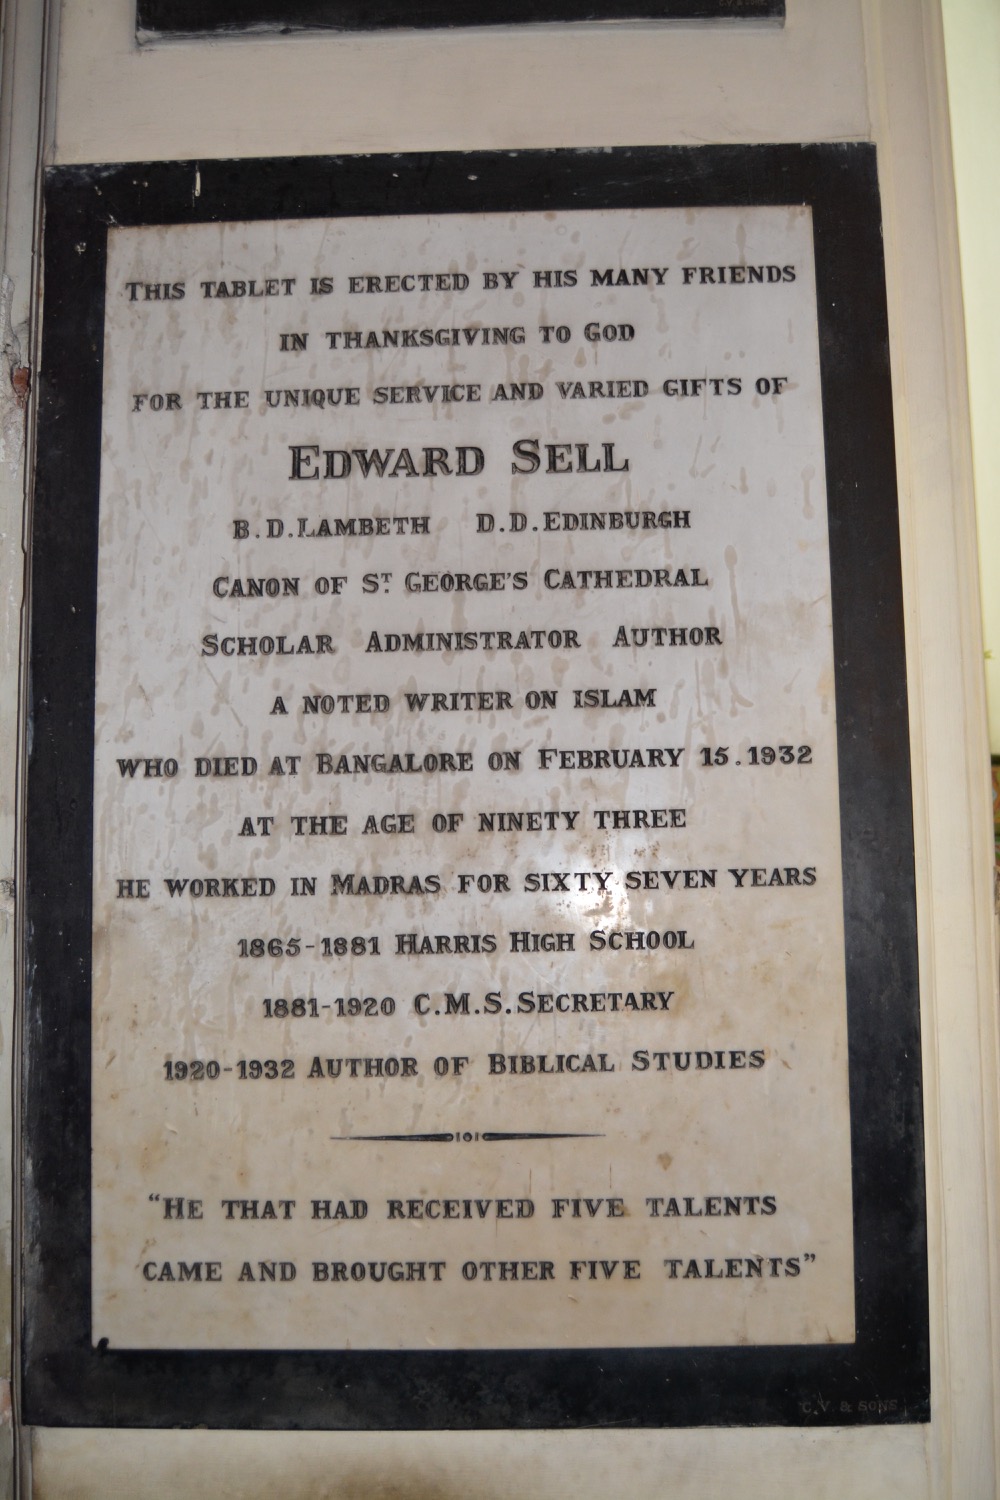 C.V. & SONS.
THIS TABLET IS ERECTED BY HIS MANY FRIENDS
IN THANKSGIVING TO GOD
FOR THE UNIQUE SERVICE AND VARIED GIFTS OF
EDWARD SELL
B.D. LAMBETH D.D. EDINBURGH
CANON OF ST. GEORGE'S CATHEDRAL
SCHOLAR ADMINISTRATOR AUTHOR
A NOTED WRITER ON ISLAM
WHO DIED AT BANGALORE ON FEBRUARY 15.1932
AT THE AGE OF NINETY THREE
HE WORKED IN MADRAS FOR SIXTY SEVEN YEARS
1865-1881 HARRIS HIGH SCHOOL
1881-1920 C.M.S. SECRETARY
1920-1932 AUTHOR OF BIBLICAL STUDIES
"HE THAT HAD RECEIVED FIVE TALENTS
CAME AND BROUGHT OTHER FIVE TALENTS"
C.V. & SONS